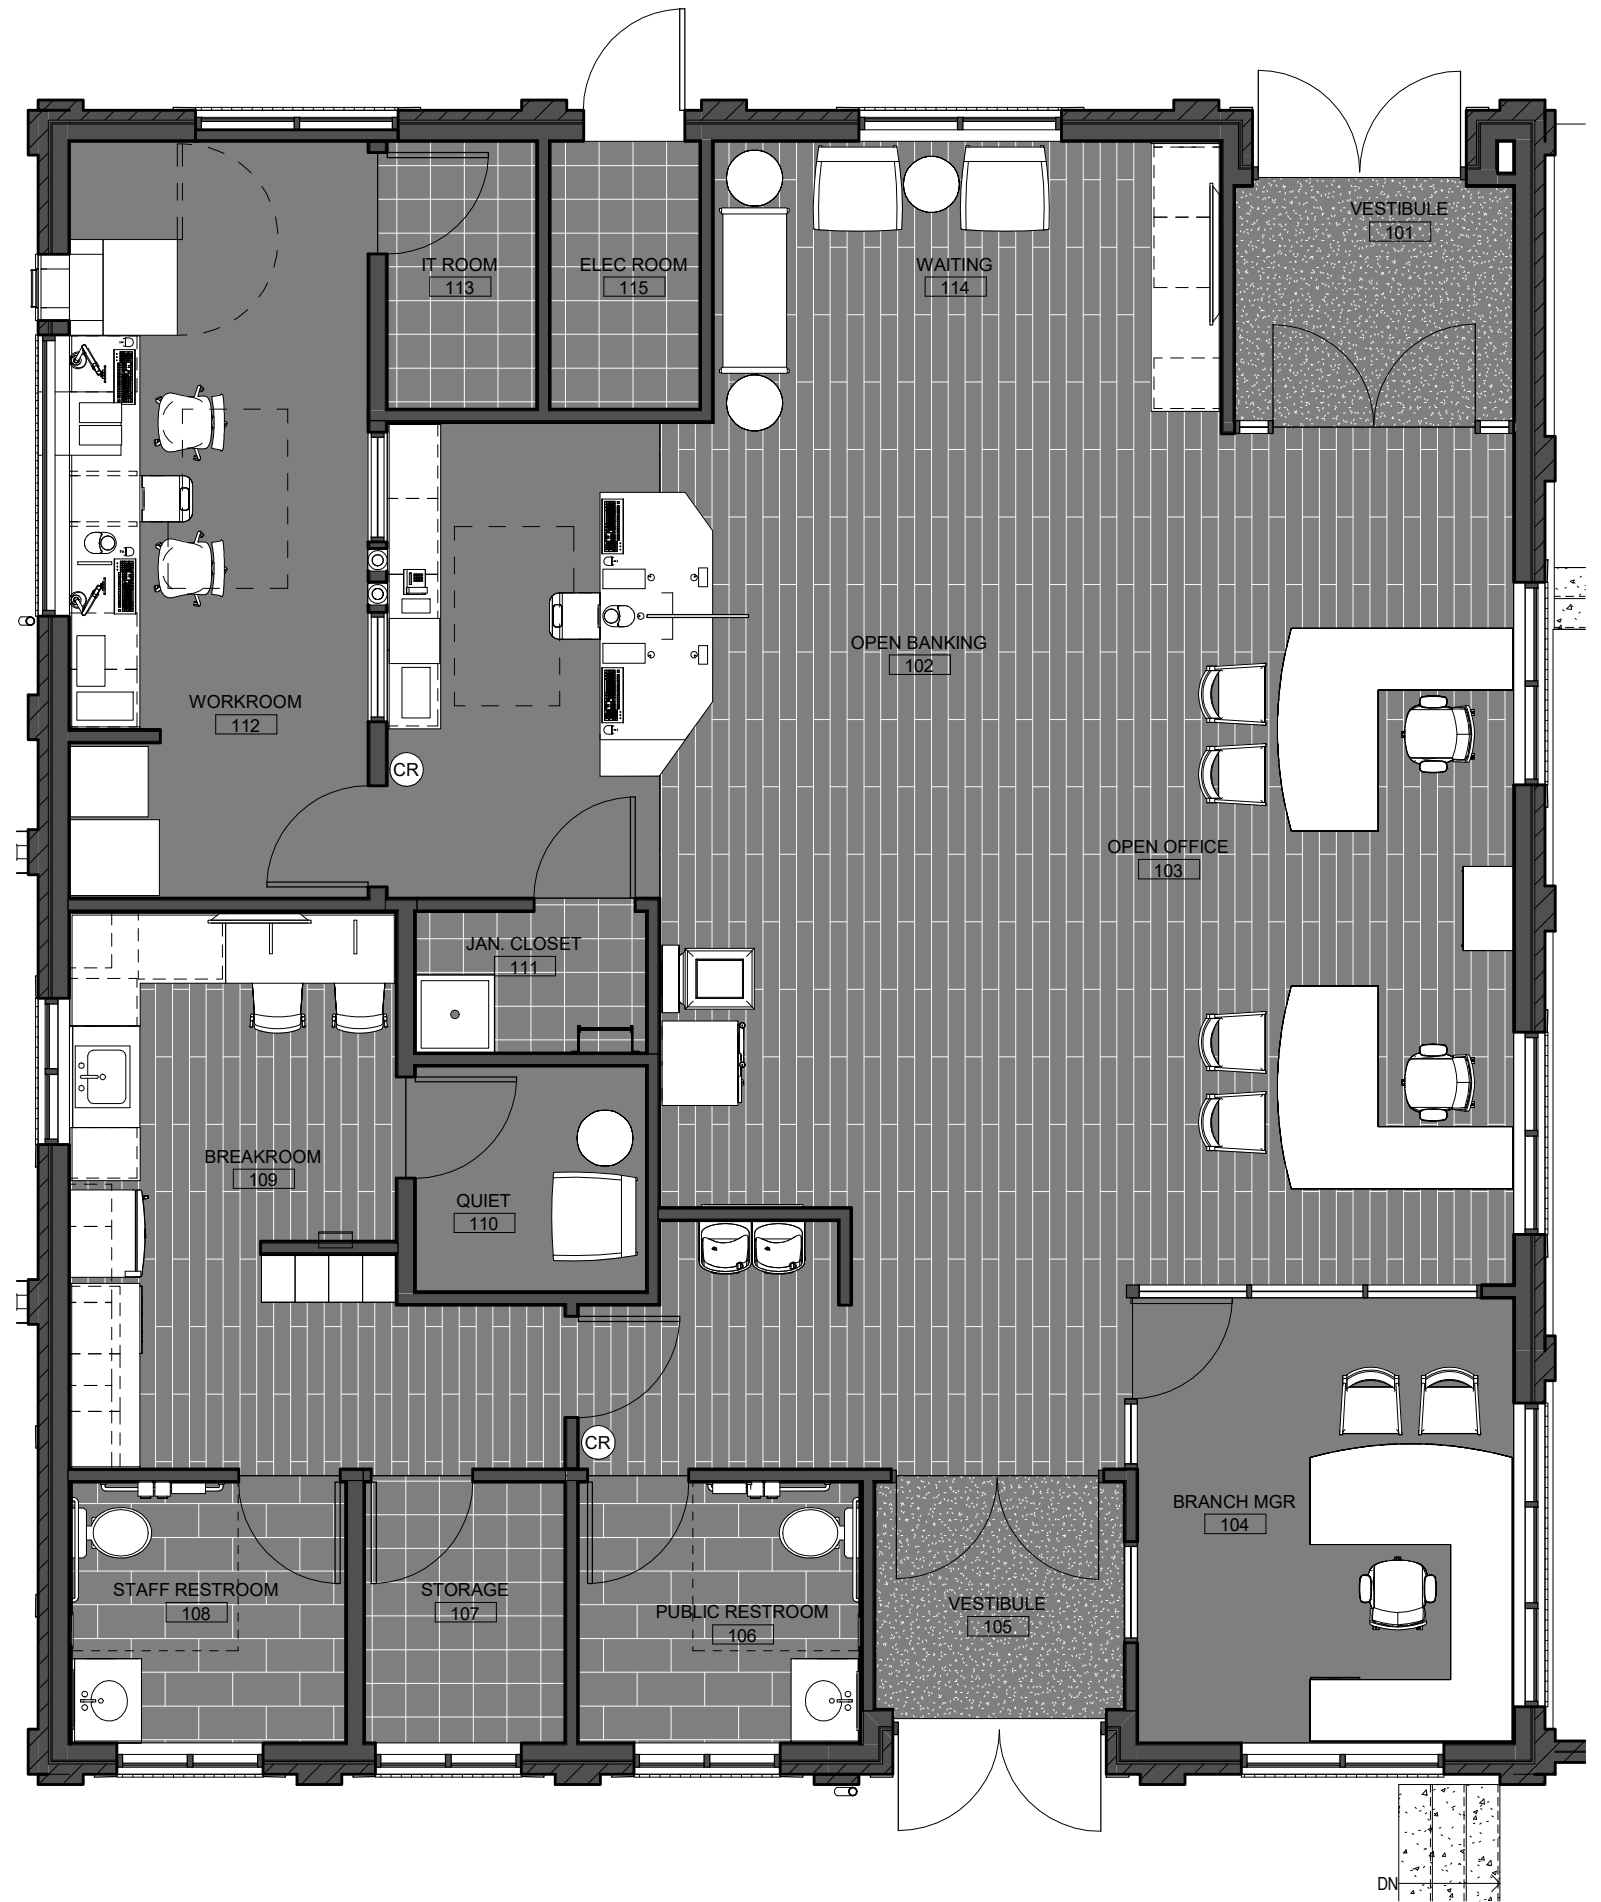 VESTIBULE
101
IT ROOM
113
ELEC ROOM
115
WAITING
114
OPEN BANKING
102
WORKROOM
112
CR
OPEN OFFICE
103
JAN. CLOSET
111
BREAKROOM
109
QUIET
110
CR
BRANCH MGR
104
STAFF RESTROOM
108
STORAGE
107
PUBLIC RESTROOM
106
VESTIBULE
105
DN